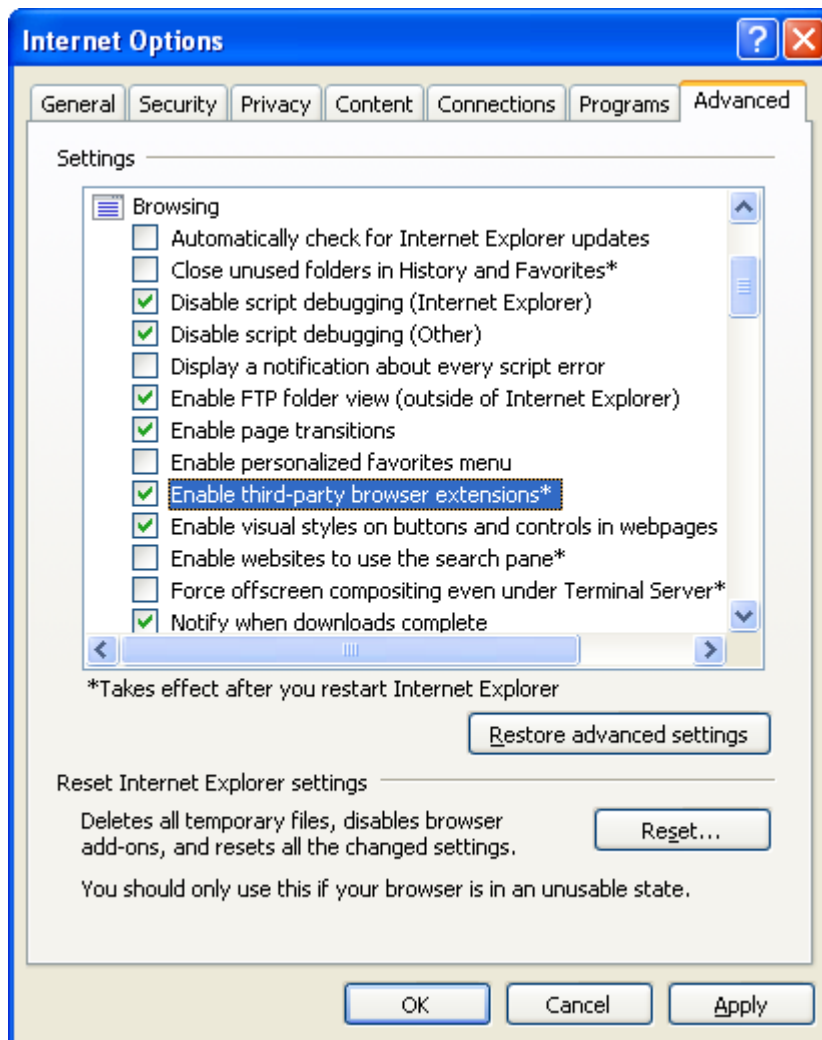 Internet Options
General Security Privacy Content Connections Programs Advanced
Settings
Browsing
Automatically check for Internet Explorer updates
Close unused folders in History and Favorites*
Disable script debugging (Internet Explorer)
Disable script debugging (Other)
Display a notification about every script error
Enable FTP folder view (outside of Internet Explorer)
Enable page transitions
Enable personalized favorites menu
Enable third-party browser extensions*
Enable visual styles on buttons and controls in webpages
Enable websites to use the search pane*
Force offscreen compositing even under Terminal Server*
Notify when downloads complete
*Takes effect after you restart Internet Explorer
Restore advanced settings
Reset Internet Explorer settings
Deletes all temporary files, disables browser
add-ons, and resets all the changed settings.
Reset...
You should only use this if your browser is in an unusable state.
OK Cancel Apply